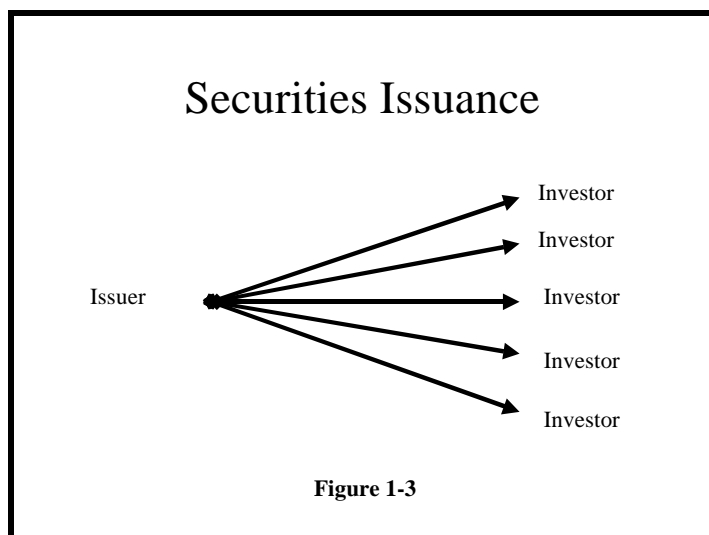 Securities Issuance
Investor
Investor
Issuer
Investor
Investor
Investor
Figure 1-3